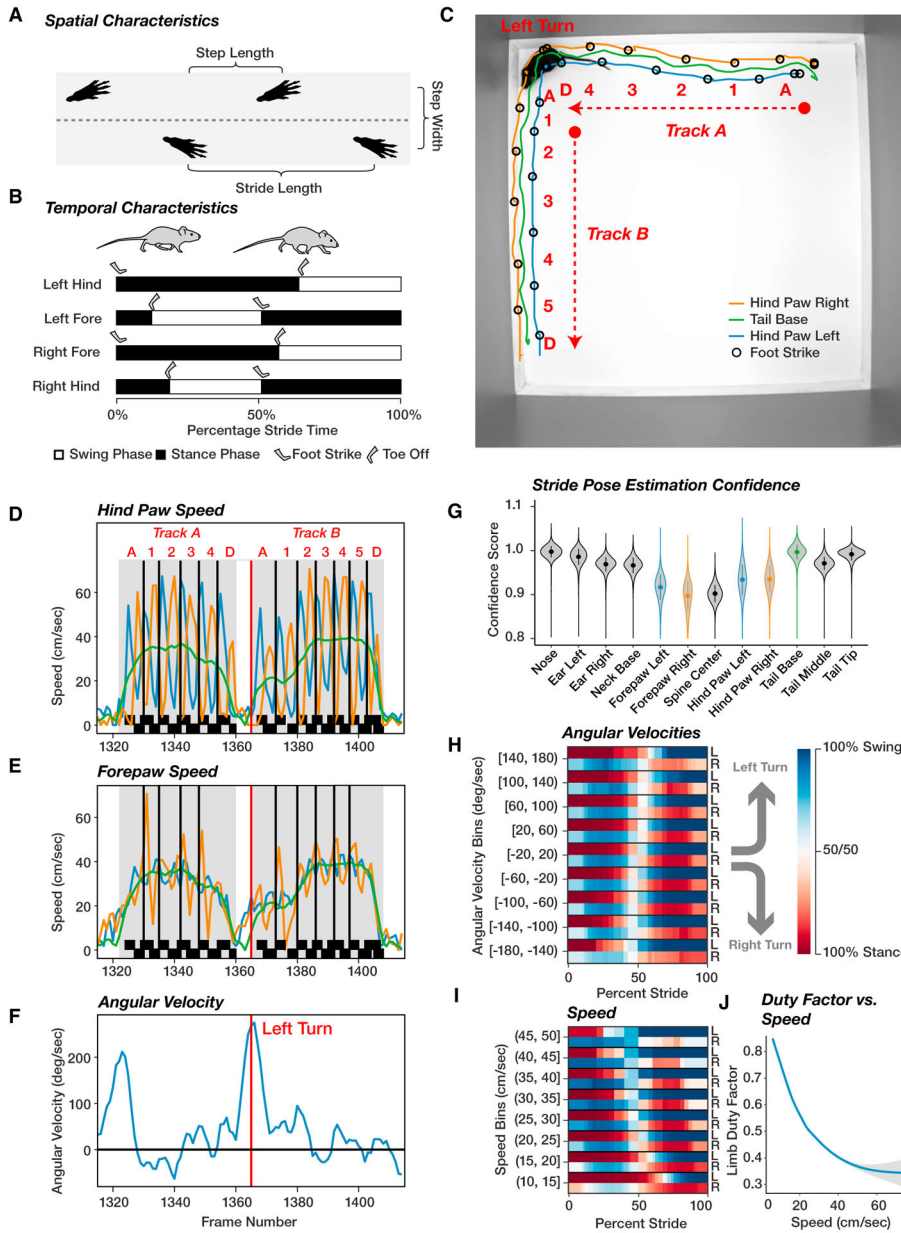 A
Spatial Characteristics
Step Length
Step Width
Stride Length
B
Temporal Characteristics
Left Hind
Left Fore
Right Fore
Right Hind
0%
50%
100%
Percentage Stride Time
Swing Phase
Stance Phase
Foot Strike
Toe Off
C
Left Turn
D 4 3 2 1 A
Track A
A
1
2
3
4
5
D
Track B
Hind Paw Right
Tail Base
Hind Paw Left
Foot Strike
D
Hind Paw Speed
Track A
Track B
A 1 2 3 4 D
A 1 2 3 4 5 D
Speed (cm/sec)
60
40
20
0
1320
1340
1360
1380
1400
E
Forepaw Speed
Speed (cm/sec)
60
40
20
0
1320
1340
1360
1380
1400
F
Angular Velocity
Left Turn
Angular Velocity (deg/sec)
200
100
0
1320
1340
1360
1380
1400
Frame Number
G
Stride Pose Estimation Confidence
Confidence Score
1.1
1.0
0.9
0.8
Nose
Ear Left
Ear Right
Neck Base
Forepaw Left
Forepaw Right
Spine Center
Hind Paw Left
Hind Paw Right
Tail Base
Tail Middle
Tail Tip
H
Angular Velocities
Angular Velocity Bins (deg/sec)
[140, 180)
[100, 140)
[60, 100)
[20, 60)
[-20, 20)
[-60, -20)
[-100, -60)
[-140, -100)
[-180, -140)
L
R
L
R
L
R
L
R
L
R
L
R
L
R
L
R
L
R
0
50
100
Percent Stride
Left Turn
Right Turn
100% Swing
50/50
100% Stance
I
Speed
Speed Bins (cm/sec)
(45, 50]
(40, 45]
(35, 40]
(30, 35]
(25, 30]
(20, 25]
(15, 20]
(10, 15]
L
R
L
R
L
R
L
R
L
R
L
R
L
R
L
R
0
50
100
Percent Stride
J
Duty Factor vs.
Speed
Limb Duty Factor
0.8
0.7
0.6
0.5
0.4
0.3
0
20
40
60
Speed (cm/sec)